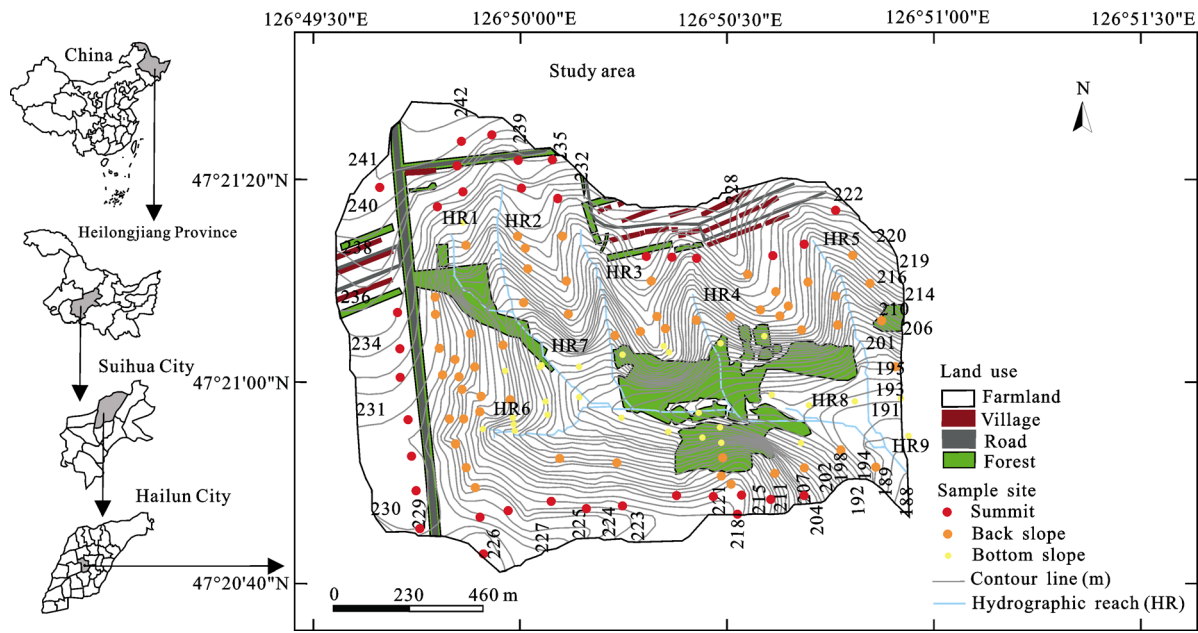 126°49'30"E 126°50'00"E 126°50'30"E 126°51'00"E 126°51'30"E
China
Study area
N
242
239
235
232
228
241
222
47°21'20"N
240
HR1
HR2
HR5
220
Heilongjiang Province
238
219
HR3
216
236
HR4
214
210
206
234
HR7
201
Suihua City
195
47°21'00"N
193
231
HR6
HR8
191
HR9
Land use
Farmland
Village
Road
Forest
Hailun City
230
229
226
227
225
224
223
221
218
215
211
207
204
202
198
194
192
189
188
Sample site
Summit
Back slope
Bottom slope
Contour line (m)
Hydrographic reach (HR)
47°20'40"N
0 230 460 m